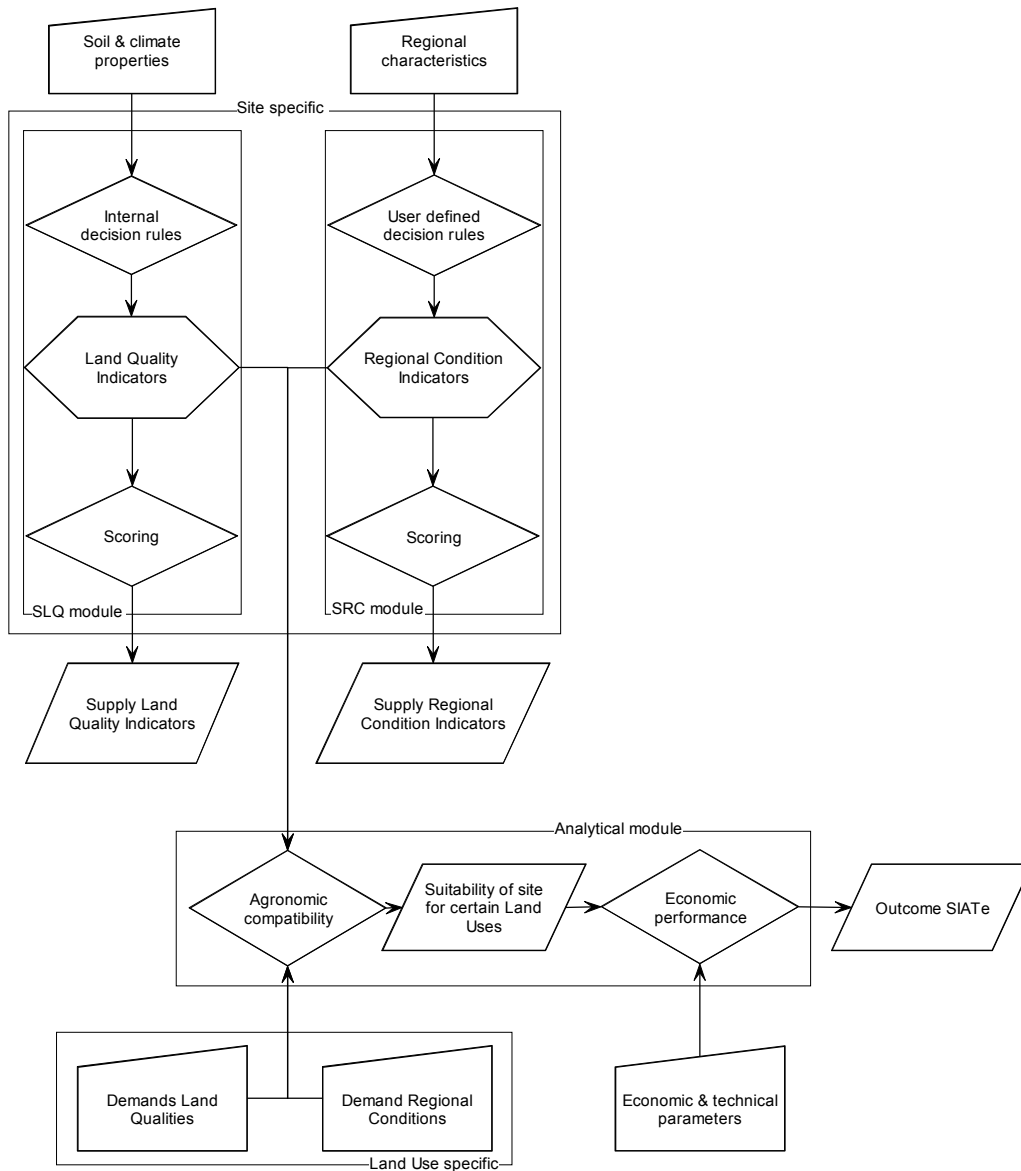 Soil & climate
properties
Regional
characteristics
Site specific
Internal
decision rules
User defined
decision rules
Land Quality
Indicators
Regional Condition
Indicators
Scoring
Scoring
SLQ module
SRC module
Supply Land
Quality Indicators
Supply Regional
Condition Indicators
Analytical module
Agronomic
compatibility
Suitability of site
for certain Land
Uses
Economic
performance
Outcome SIATe
Demands Land
Qualities
Demand Regional
Conditions
Economic & technical
parameters
Land Use specific